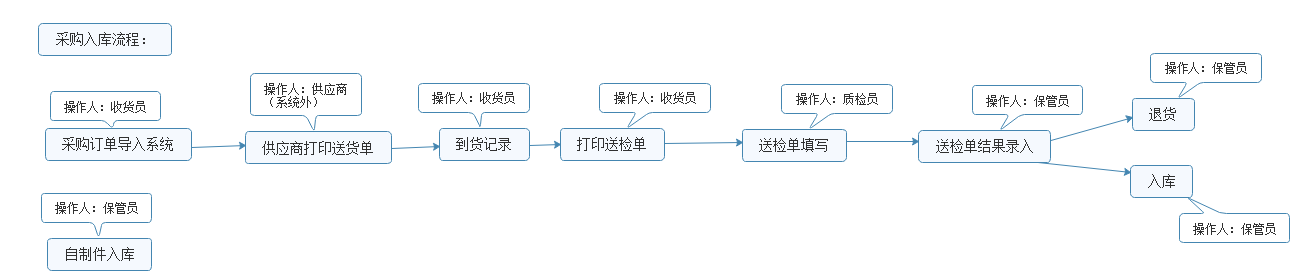 采购入库流程：
操作人：收货员
采购订单导入系统
操作人：供应商
（系统外）
供应商打印送货单
操作人：收货员
到货记录
操作人：收货员
打印送检单
操作人：质检员
送检单填写
操作人：保管员
送检单结果录入
操作人：保管员
退货
入库
操作人：保管员
操作人：保管员
自制件入库